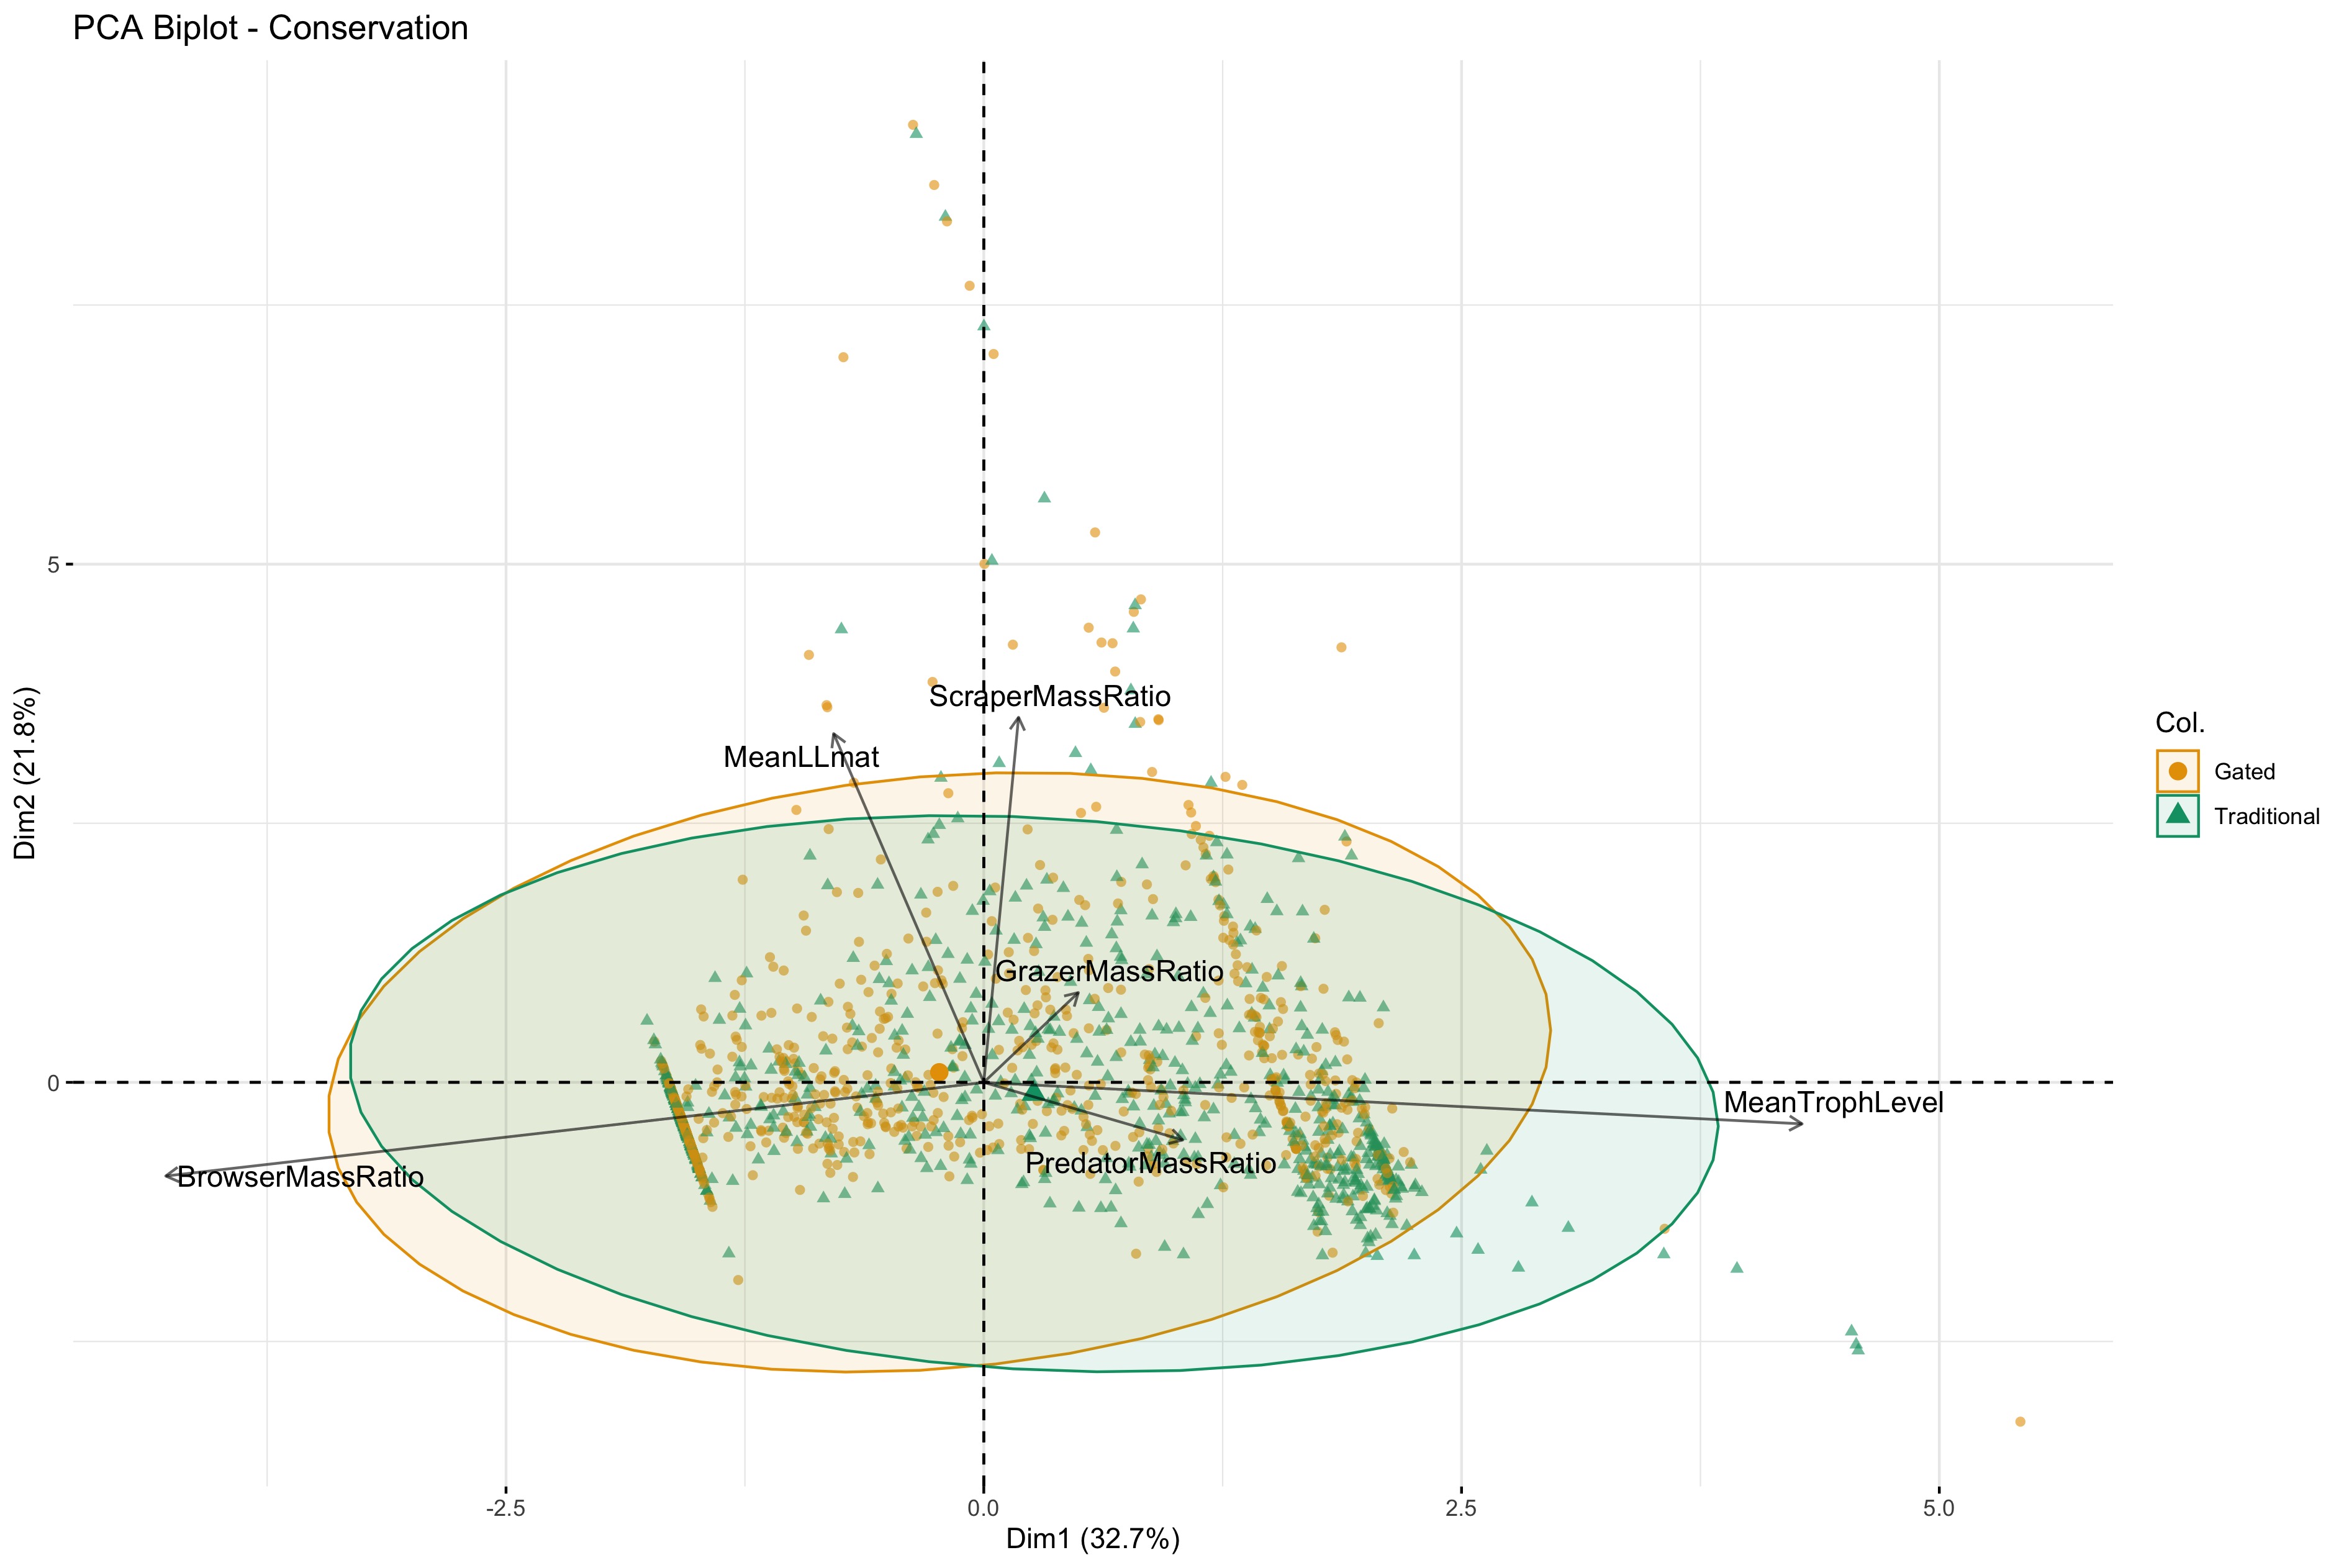 PCA Biplot - Conservation
Dim2 (21.8%)
5
0
ScraperMassRatio
MeanLLmat
GrazerMassRatio
MeanTrophLevel
PredatorMassRatio
BrowserMassRatio
Col.
Gated
Traditional
-2.5
0.0
2.5
5.0
Dim1 (32.7%)